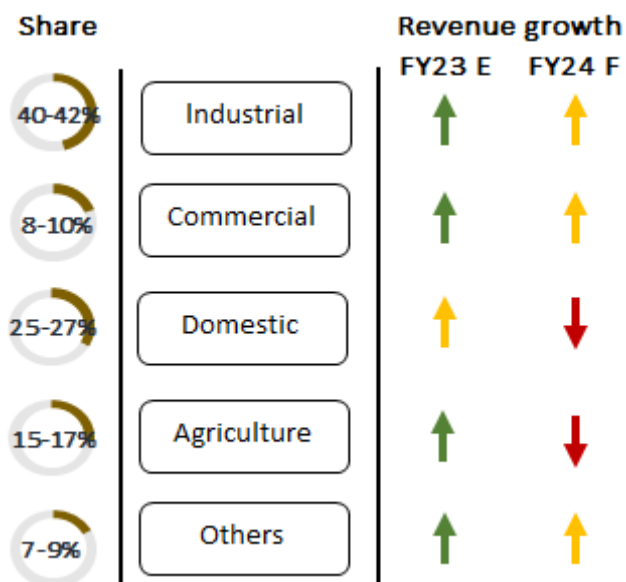 Share
Revenue growth
FY23 E FY24 F
40-42% Industrial
8-10% Commercial
25-27% Domestic
15-17% Agriculture
7-9% Others